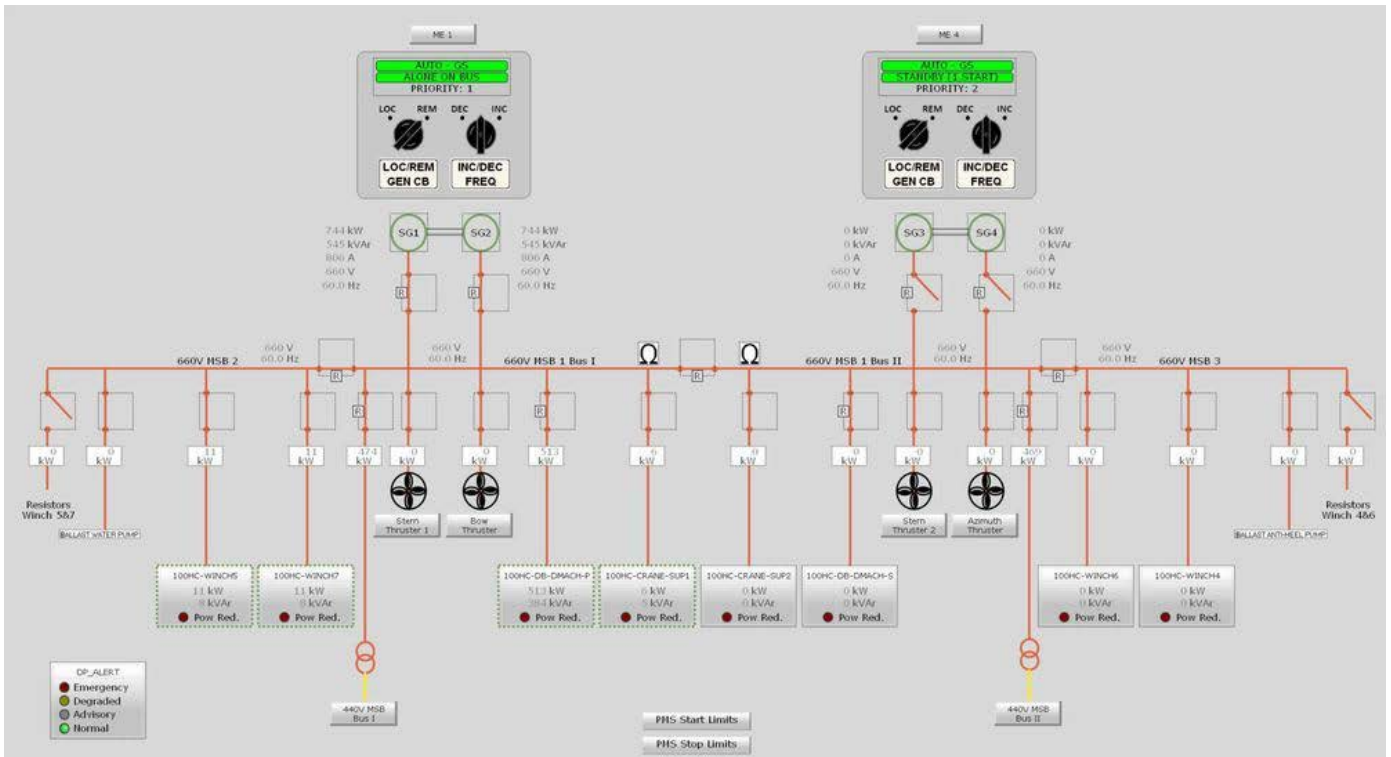 ME 1
ME 4
AUTO - GS
ALONE ON BUS
PRIORITY: 1
LOC REM DEC INC
LOC/REM
GEN CB
INC/DEC
FREQ
AUTO - GS
STANDBY (1.START)
PRIORITY: 2
LOC REM DEC INC
LOC/REM
GEN CB
INC/DEC
FREQ
744 kW
545 kVAr
806 A
660 V
60.0 Hz
SG1
SG2
744 kW
545 kVAr
806 A
660 V
60.0 Hz
0 kW
0 kVAr
0 A
660 V
60.0 Hz
SG3
SG4
0 kW
0 kVAr
0 A
660 V
60.0 Hz
R
R
R
R
660V MSB 2
660 V
60.0 Hz
660 V
60.0 Hz
660V MSB 1 Bus I
Ω
Ω
660V MSB 1 Bus II
660 V
60.0 Hz
660 V
60.0 Hz
660V MSB 3
R
R
R
R
R
R
R
0 kW
0 kW
11 kW
11 kW
474 kW
0 kW
0 kW
513 kW
6 kW
0 kW
0 kW
-0 kW
0 kW
469 kW
0 kW
0 kW
0 kW
0 kW
Resistors
Winch 5&7
BALLAST WATER PUMP
Stern
Thruster 1
Bow
Thruster
Stern
Thruster 2
Azimuth
Thruster
BALLAST ANTI-HEEL PUMP
Resistors
Winch 4&6
100HC-WINCH5
11 kW
8 kVAr
Pow Red.
100HC-WINCH7
11 kW
8 kVAr
Pow Red.
100HC-DB-DMACH-P
513 kW
384 kVAr
Pow Red.
100HC-CRANE-SUP1
6 kW
5 kVAr
Pow Red.
100HC-CRANE-SUP2
0 kW
0 kVAr
Pow Red.
100HC-DB-DMACH-S
0 kW
0 kVAr
Pow Red.
100HC-WINCH6
0 kW
0 kVAr
Pow Red.
100HC-WINCH4
0 kW
0 kVAr
Pow Red.
DP_ALERT
Emergency
Degraded
Advisory
Normal
440V MSB
Bus I
440V MSB
Bus II
PMS Start Limits
PMS Stop Limits